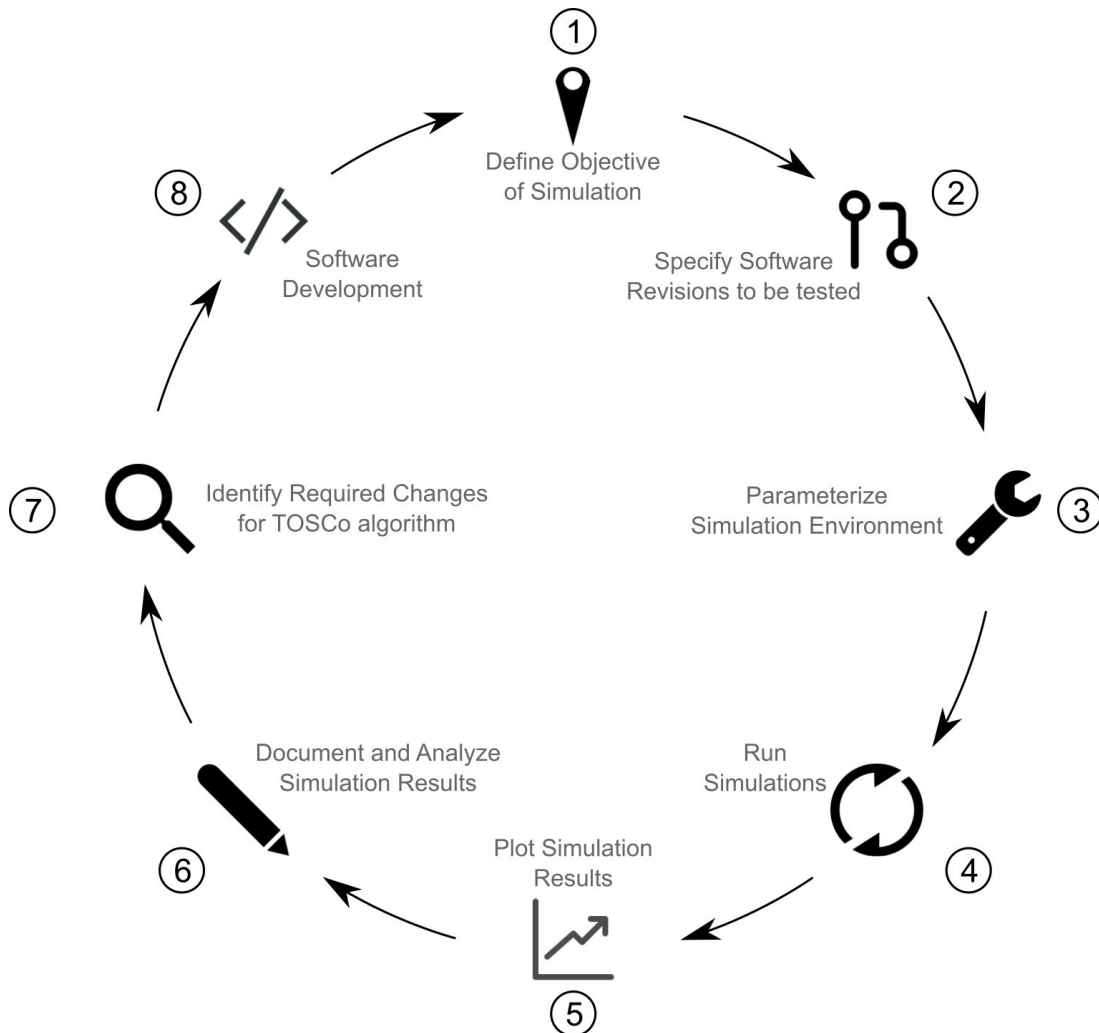 1
Define Objective
of Simulation
2
Specify Software
Revisions to be tested
3
Parameterize
Simulation Environment
4
Run
Simulations
5
Plot Simulation
Results
6
Document and Analyze
Simulation Results
7
Identify Required Changes
for TOSCo algorithm
8
Software
Development